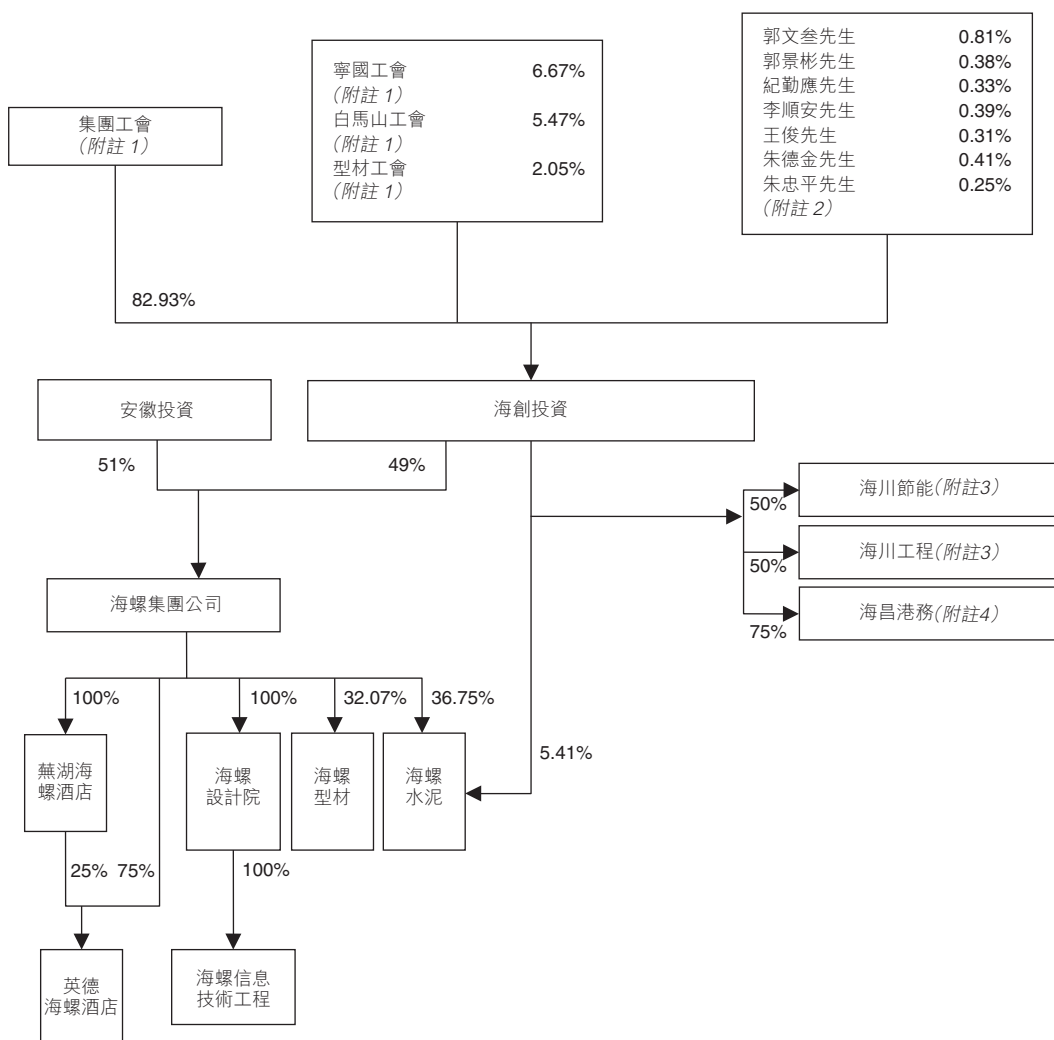 集團工會
(附註 1)
寧國工會 6.67%
(附註 1)
白馬山工會 5.47%
(附註 1)
型材工會 2.05%
(附註 1)
郭文叁先生 0.81%
郭景彬先生 0.38%
紀勤應先生 0.33%
李順安先生 0.39%
王俊先生 0.31%
朱德金先生 0.41%
朱忠平先生 0.25%
(附註 2)
82.93%
安徽投資
海創投資
51%
49%
海川節能(附註3)
50%
海川工程(附註3)
50%
海昌港務(附註4)
75%
海螺集團公司
100%
100%
32.07%
36.75%
5.41%
蕪湖海
螺酒店
海螺
設計院
海螺
型材
海螺
水泥
25% 75%
100%
英德
海螺酒店
海螺信息
技術工程